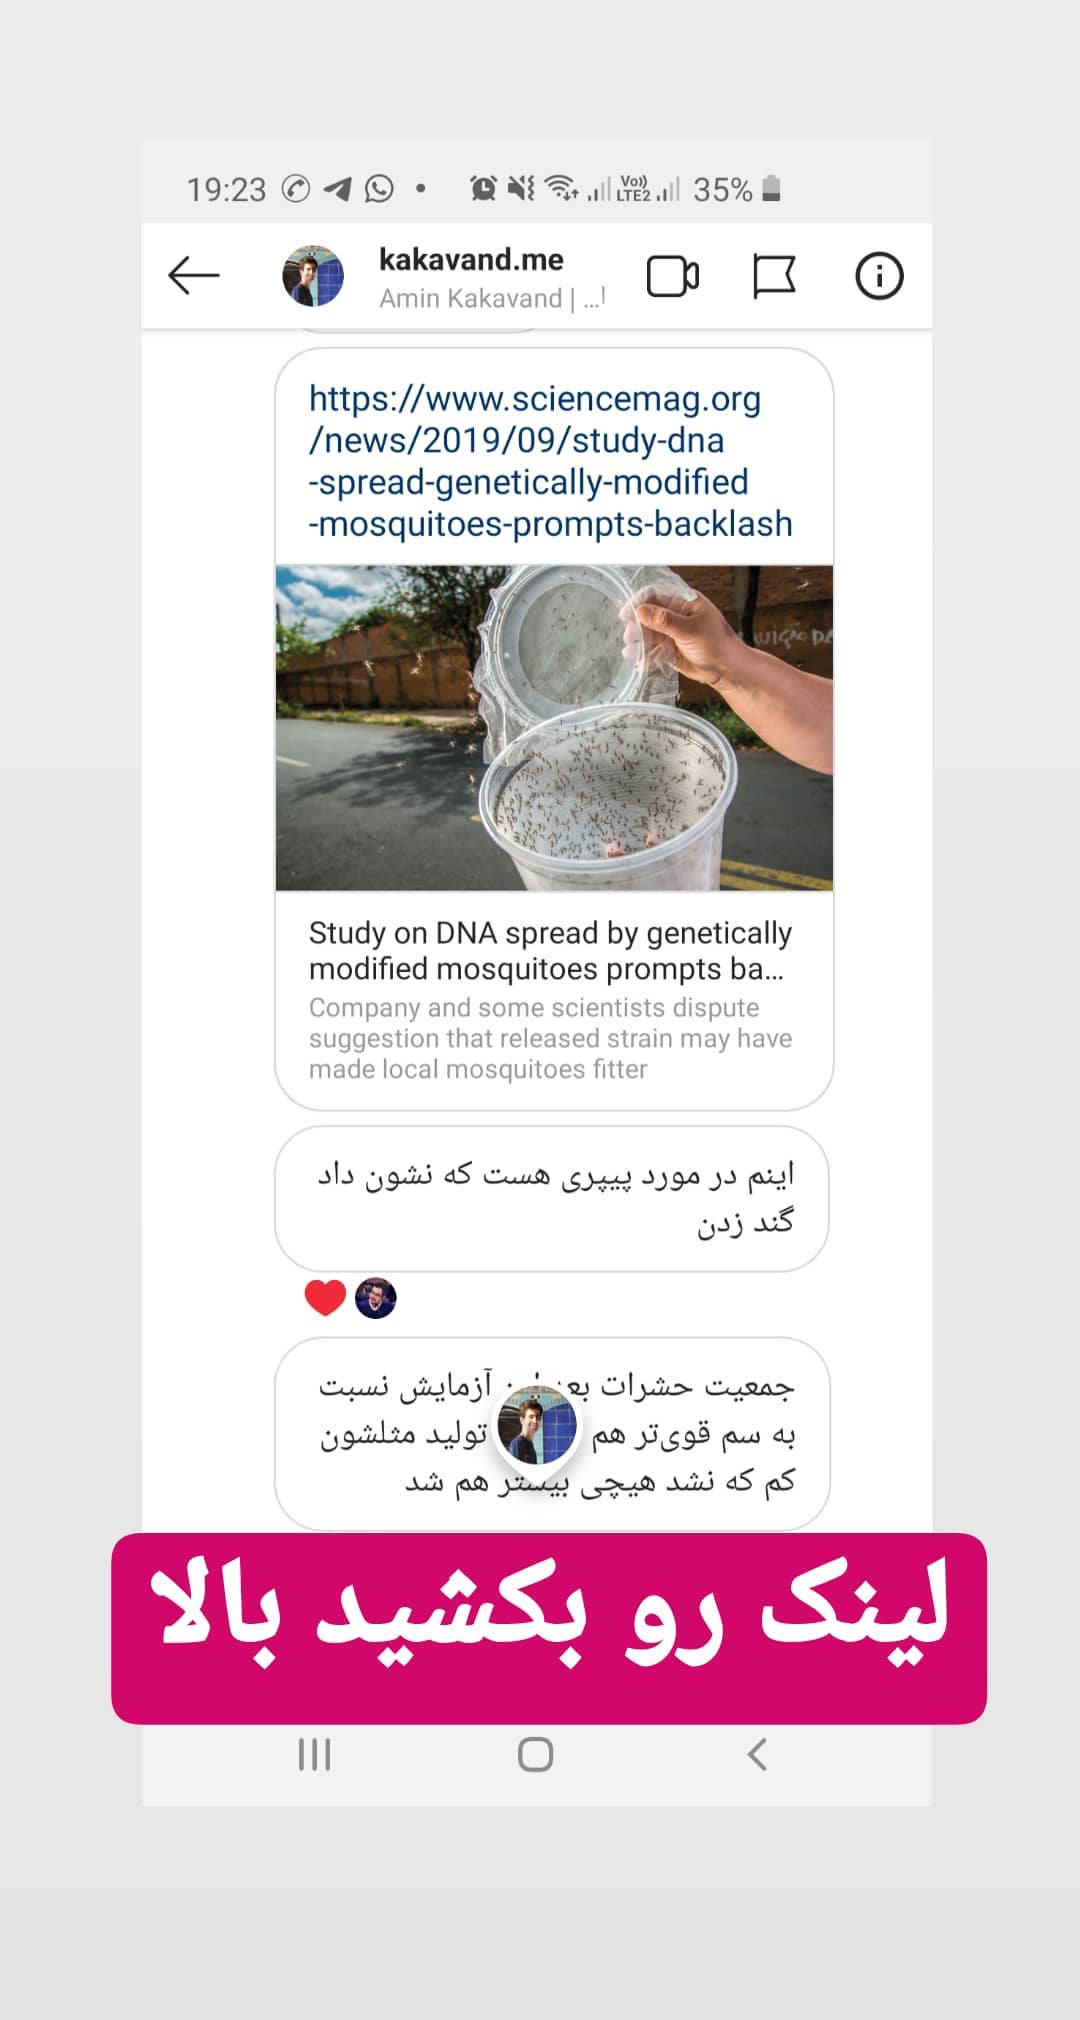 19:23
Vo))
LTE2
35%
kakavand.me
Amin Kakavand | ...!
https://www.sciencemag.org
/news/2019/09/study-dna
-spread-genetically-modified
-mosquitoes-prompts-backlash
Study on DNA spread by genetically
modified mosquitoes prompts ba...
Company and some scientists dispute
suggestion that released strain may have
made local mosquitoes fitter
اینم در مورد پیپری هست که نشون داد
گند زدن
جمعیت حشرات آزمایش نسبت
به سم قوی‌تر هم تولید مثلشون
کم که نشد هیچی بیشتر هم شد
لینک رو بکشید بالا